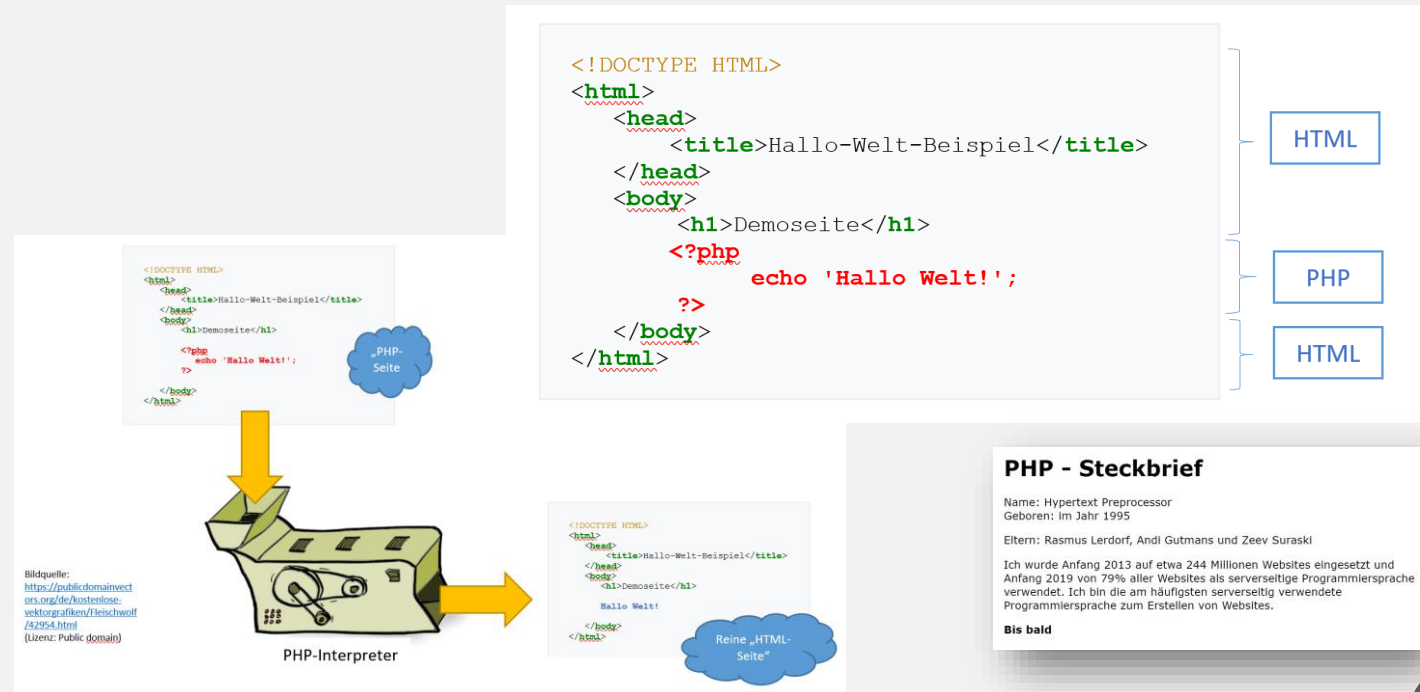 <!DOCTYPE HTML>
<html>
<head>
<title>Hallo-Welt-Beispiel</title>
</head>
<body>
<h1>Demoseite</h1>
<?php
echo 'Hallo Welt!';
?>
</body>
</html>
HTML
PHP
HTML
<!DOCTYPE HTML>
<html>
<head>
<title>Hallo-Welt-Beispiel</title>
</head>
<body>
<h1>Demoseite</h1>
<?php
echo 'Hallo Welt!';
?>
</body>
</html>
„PHP-
Seite
Bildquelle:
https://publicdomainvect
ors.org/de/kostenlose-
vektorgrafiken/Fleischwolf
/42954.html
(Lizenz: Public domain)
PHP-Interpreter
<!DOCTYPE HTML>
<html>
<head>
<title>Hallo-Welt-Beispiel</title>
</head>
<body>
<h1>Demoseite</h1>
Hallo Welt!
</body>
</html>
Reine „HTML-
Seite“
PHP - Steckbrief
Name: Hypertext Preprocessor
Geboren: im Jahr 1995
Eltern: Rasmus Lerdorf, Andi Gutmans und Zeev Suraski
Ich wurde Anfang 2013 auf etwa 244 Millionen Websites eingesetzt und
Anfang 2019 von 79% aller Websites als serverseitige Programmiersprache
verwendet. Ich bin die am häufigsten serverseitig verwendete
Programmiersprache zum Erstellen von Websites.
Bis bald